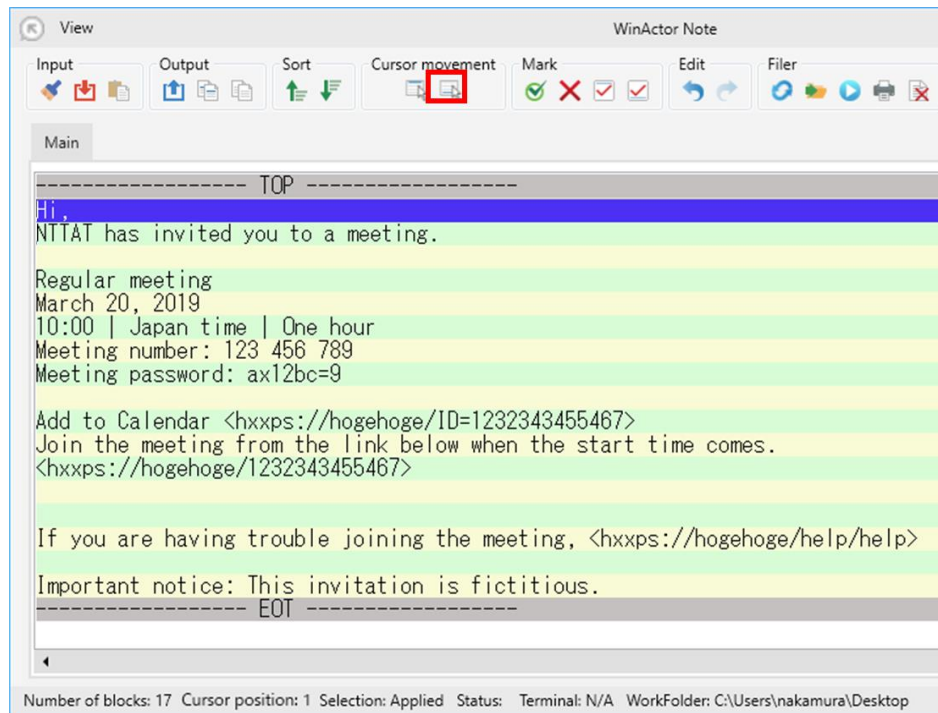 View WinActor Note
Input Output Sort Cursor movement Mark Edit Filer
Main
------------------ TOP ------------------
Hi,
NTTAT has invited you to a meeting.
Regular meeting
March 20, 2019
10:00 | Japan time | One hour
Meeting number: 123 456 789
Meeting password: ax12bc=9
Add to Calendar <hxxps://hogehoge/ID=1232343455467>
Join the meeting from the link below when the start time comes.
<hxxps://hogehoge/1232343455467>
If you are having trouble joining the meeting, <hxxps://hogehoge/help/help>
Important notice: This invitation is fictitious.
------------------ EOT ------------------
Number of blocks: 17 Cursor position: 1 Selection: Applied Status: Terminal: N/A WorkFolder: C:\Users\nakamura\Desktop